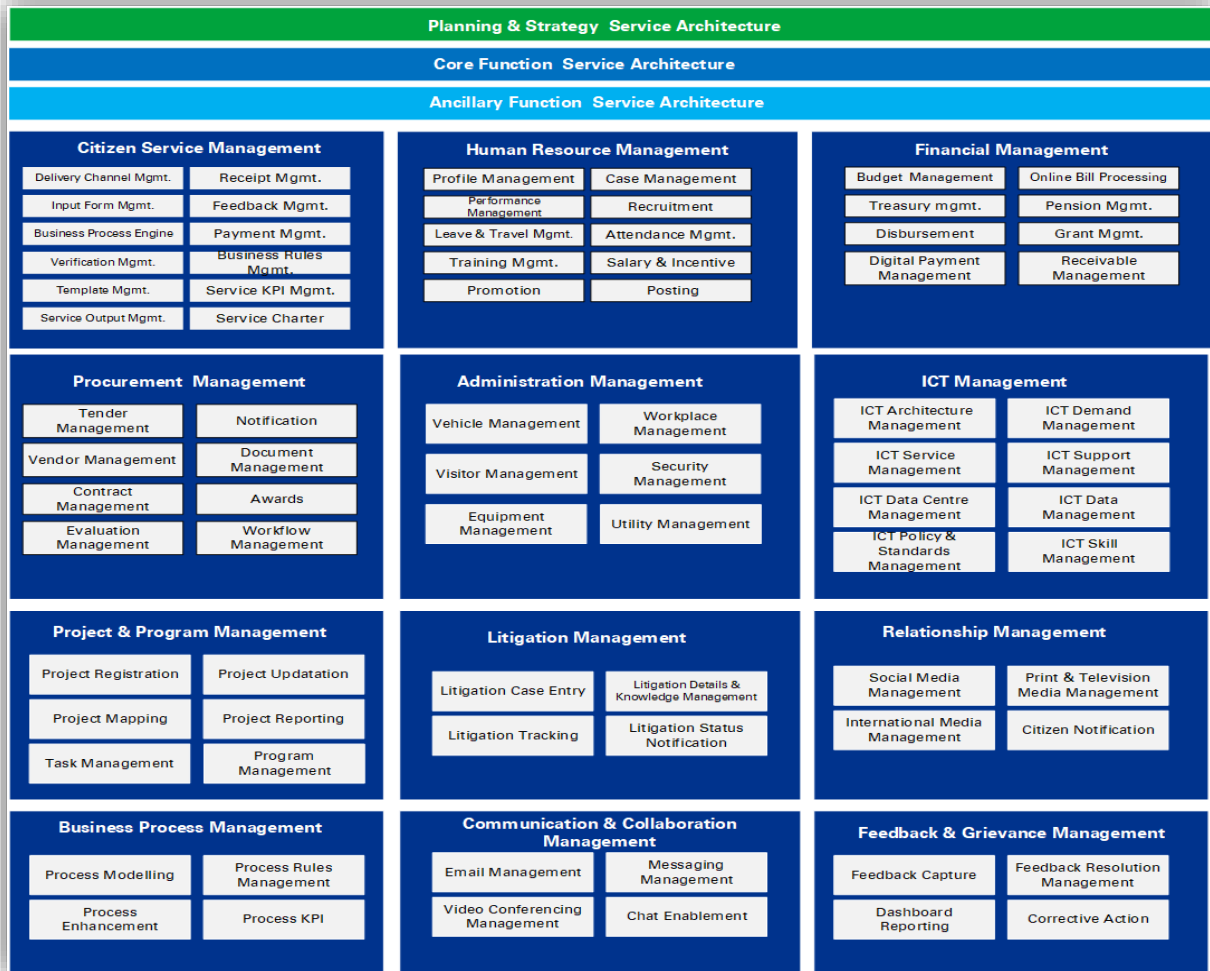 Planning & Strategy Service Architecture
Core Function Service Architecture
Ancillary Function Service Architecture
Citizen Service Management
Delivery Channel Mgmt.
Receipt Mgmt.
Input Form Mgmt.
Feedback Mgmt.
Business Process Engine
Payment Mgmt.
Verification Mgmt.
Business Rules
Mgmt.
Template Mgmt.
Service KPI Mgmt.
Service Output Mgmt.
Service Charter
Human Resource Management
Profile Management
Case Management
Performance
Management
Recruitment
Leave & Travel Mgmt.
Attendance Mgmt.
Training Mgmt.
Salary & Incentive
Promotion
Posting
Financial Management
Budget Management
Online Bill Processing
Treasury mgmt.
Pension Mgmt.
Disbursement
Grant Mgmt.
Digital Payment
Management
Receivable
Management
Procurement Management
Tender
Management
Notification
Vendor Management
Document
Management
Contract
Management
Awards
Evaluation
Management
Workflow
Management
Administration Management
Vehicle Management
Workplace
Management
Visitor Management
Security
Management
Equipment
Management
Utility Management
ICT Management
ICT Architecture
Management
ICT Demand
Management
ICT Service
Management
ICT Support
Management
ICT Data Centre
Management
ICT Data
Management
ICT Policy &
Standards
Management
ICT Skill
Management
Project & Program Management
Project Registration
Project Updatation
Project Mapping
Project Reporting
Task Management
Program
Management
Litigation Management
Litigation Case Entry
Litigation Details &
Knowledge Management
Litigation Tracking
Litigation Status
Notification
Relationship Management
Social Media
Management
Print & Television
Media Management
International Media
Management
Citizen Notification
Business Process Management
Process Modelling
Process Rules
Management
Process
Enhancement
Process KPI
Communication & Collaboration
Management
Email Management
Messaging
Management
Video Conferencing
Management
Chat Enablement
Feedback & Grievance Management
Feedback Capture
Feedback Resolution
Management
Dashboard
Reporting
Corrective Action